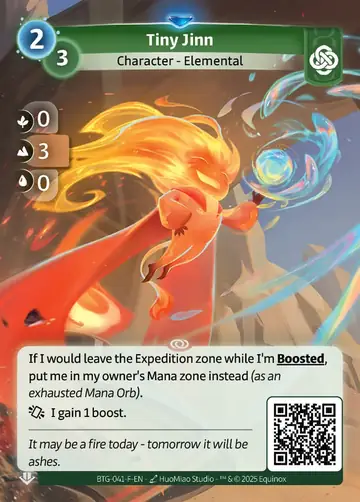 2
Tiny Jinn
3
Character - Elemental
0
3
0
If I would leave the Expedition zone while I'm Boosted,
put me in my owner's Mana zone instead (as an
exhausted Mana Orb).
I gain 1 boost.
It may be a fire today - tomorrow it will be
ashes.
BTG-041-F-EN - HuoMiao Studio - ™ & © 2025 Equinox